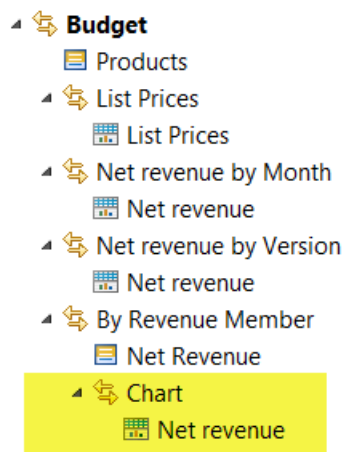 Budget
Products
List Prices
List Prices
Net revenue by Month
Net revenue
Net revenue by Version
Net revenue
By Revenue Member
Net Revenue
Chart
Net revenue